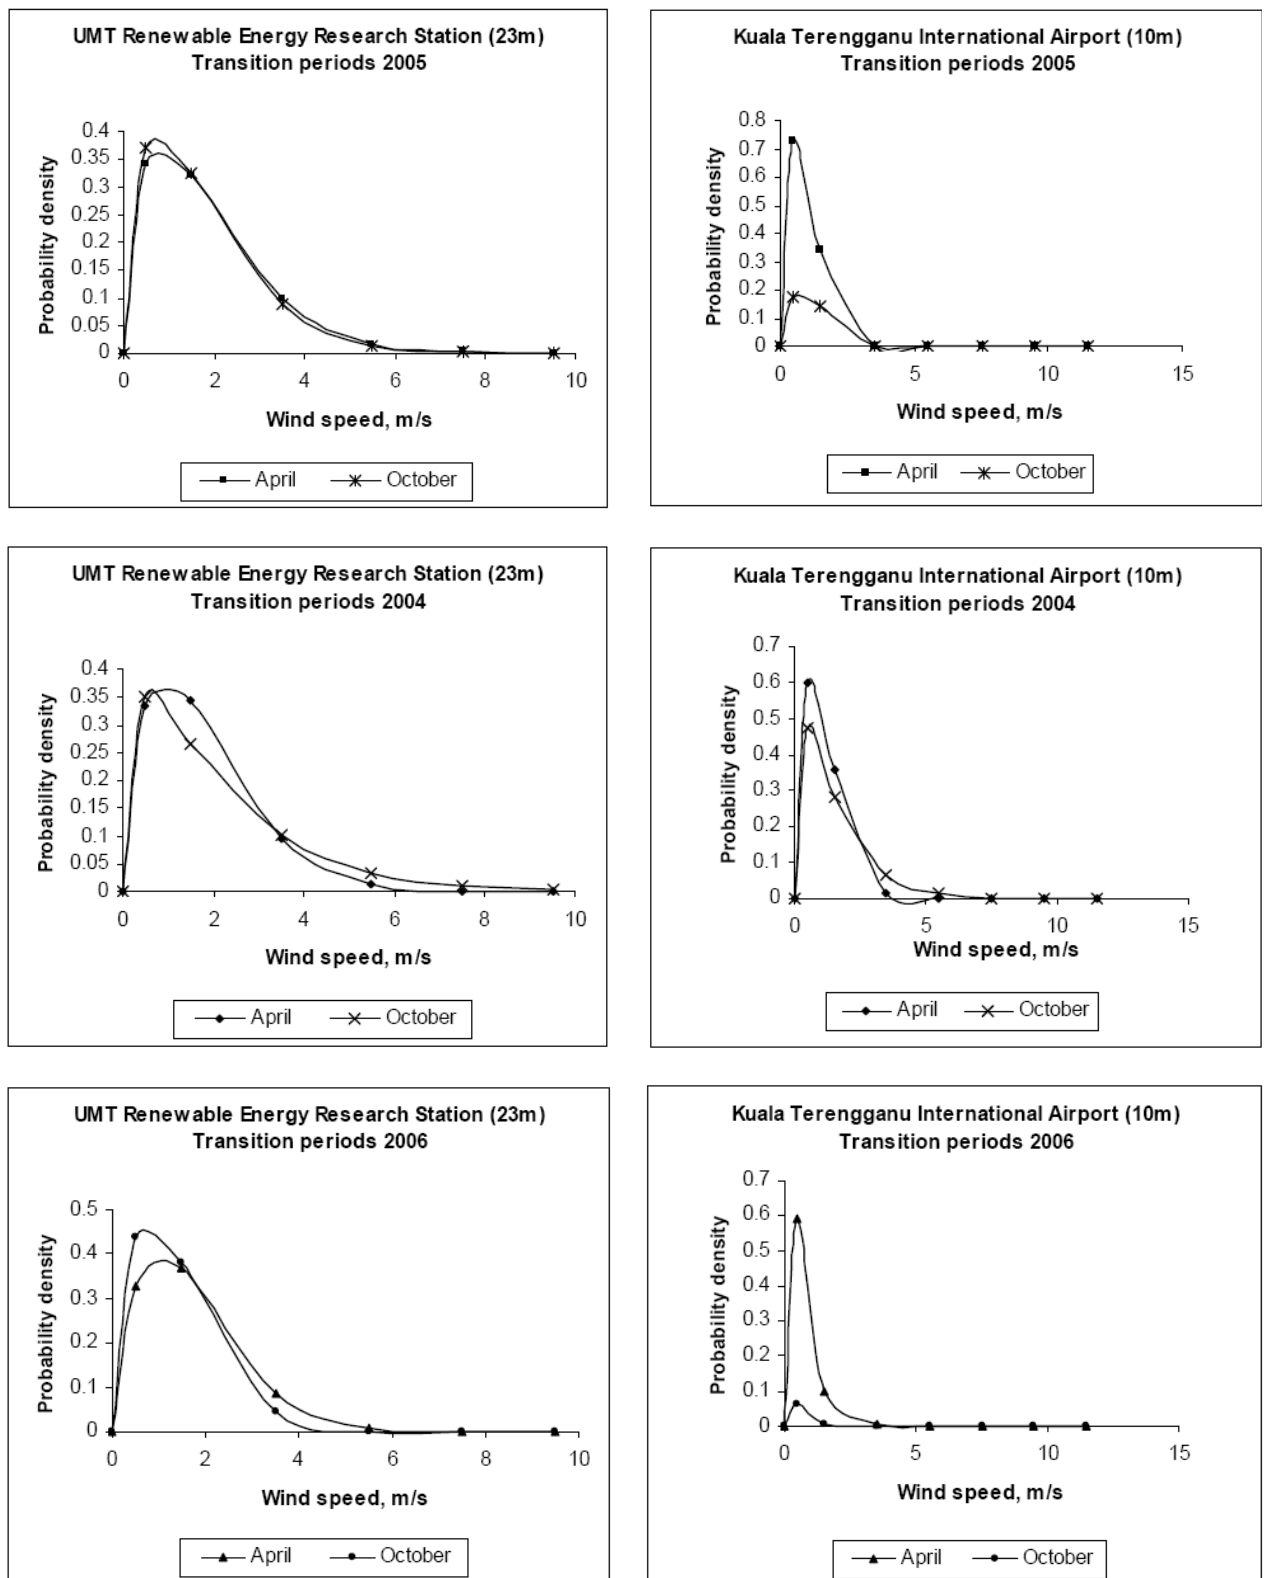 UMT Renewable Energy Research Station (23m)
Transition periods 2005
0.4
0.35
0.3
0.25
0.2
0.15
0.1
0.05
0
Probability density
0 2 4 6 8 10
Wind speed, m/s
April October
Kuala Terengganu International Airport (10m)
Transition periods 2005
0.8
0.7
0.6
0.5
0.4
0.3
0.2
0.1
0
Probability density
0 5 10 15
Wind speed, m/s
April October
UMT Renewable Energy Research Station (23m)
Transition periods 2004
0.4
0.35
0.3
0.25
0.2
0.15
0.1
0.05
0
Probability density
0 2 4 6 8 10
Wind speed, m/s
April October
Kuala Terengganu International Airport (10m)
Transition periods 2004
0.7
0.6
0.5
0.4
0.3
0.2
0.1
0
Probability density
0 5 10 15
Wind speed, m/s
April October
UMT Renewable Energy Research Station (23m)
Transition periods 2006
0.5
0.4
0.3
0.2
0.1
0
Probability density
0 2 4 6 8 10
Wind speed, m/s
April October
Kuala Terengganu International Airport (10m)
Transition periods 2006
0.7
0.6
0.5
0.4
0.3
0.2
0.1
0
Probability density
0 5 10 15
Wind speed, m/s
April October